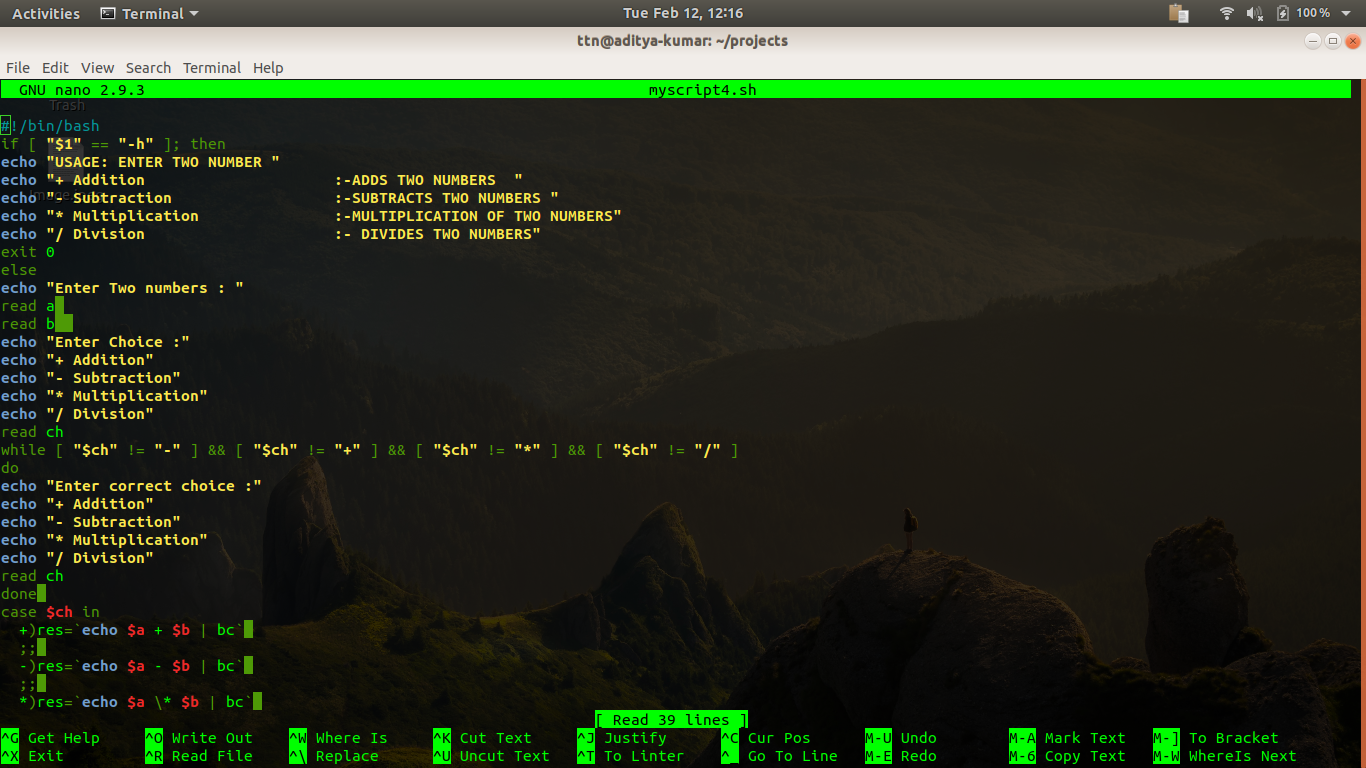 Activities Terminal Tue Feb 12, 12:16 100 %
ttn@aditya-kumar: ~/projects
File Edit View Search Terminal Help
GNU nano 2.9.3 myscript4.sh
Trash
#!/bin/bash
if [ "$1" == "-h" ]; then
echo "USAGE: ENTER TWO NUMBER "
echo "+ Addition                     :-ADDS TWO NUMBERS  "
echo "- Subtraction                  :-SUBTRACTS TWO NUMBERS "
echo "* Multiplication               :-MULTIPLICATION OF TWO NUMBERS"
echo "/ Division                     :- DIVIDES TWO NUMBERS"
exit 0
else
echo "Enter Two numbers : "
read a
read b
echo "Enter Choice :"
echo "+ Addition"
echo "- Subtraction"
echo "* Multiplication"
echo "/ Division"
read ch
while [ "$ch" != "-" ] && [ "$ch" != "+" ] && [ "$ch" != "*" ] && [ "$ch" != "/" ]
do
echo "Enter correct choice :"
echo "+ Addition"
echo "- Subtraction"
echo "* Multiplication"
echo "/ Division"
read ch
done
case $ch in
  +)res=`echo $a + $b | bc`
  ;;
  -)res=`echo $a - $b | bc`
  ;;
  *)res=`echo $a \* $b | bc`
[ Read 39 lines ]
^G Get Help ^O Write Out ^W Where Is ^K Cut Text ^J Justify ^C Cur Pos M-U Undo M-A Mark Text M-] To Bracket
^X Exit ^R Read File ^\ Replace ^U Uncut Text ^T To Linter ^_ Go To Line M-E Redo M-6 Copy Text M-W WhereIs Next